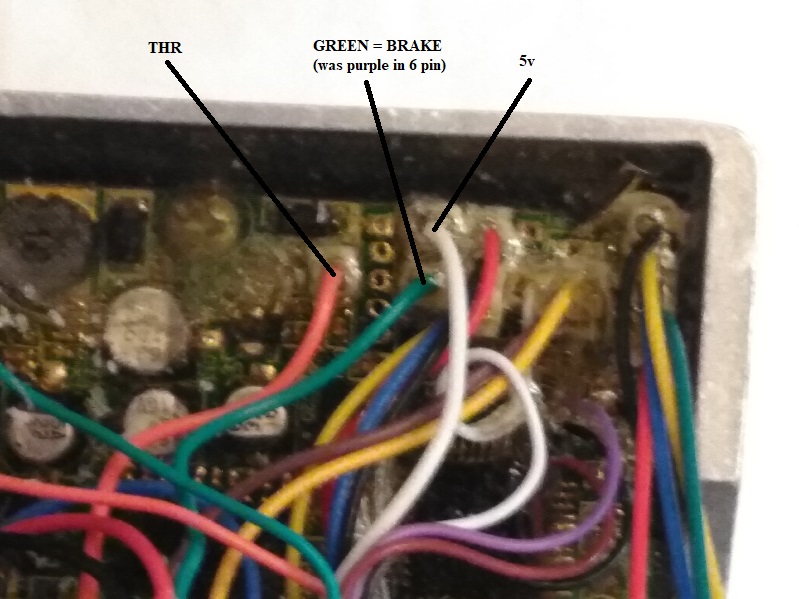 THR
GREEN = BRAKE
(was purple in 6 pin)
5v